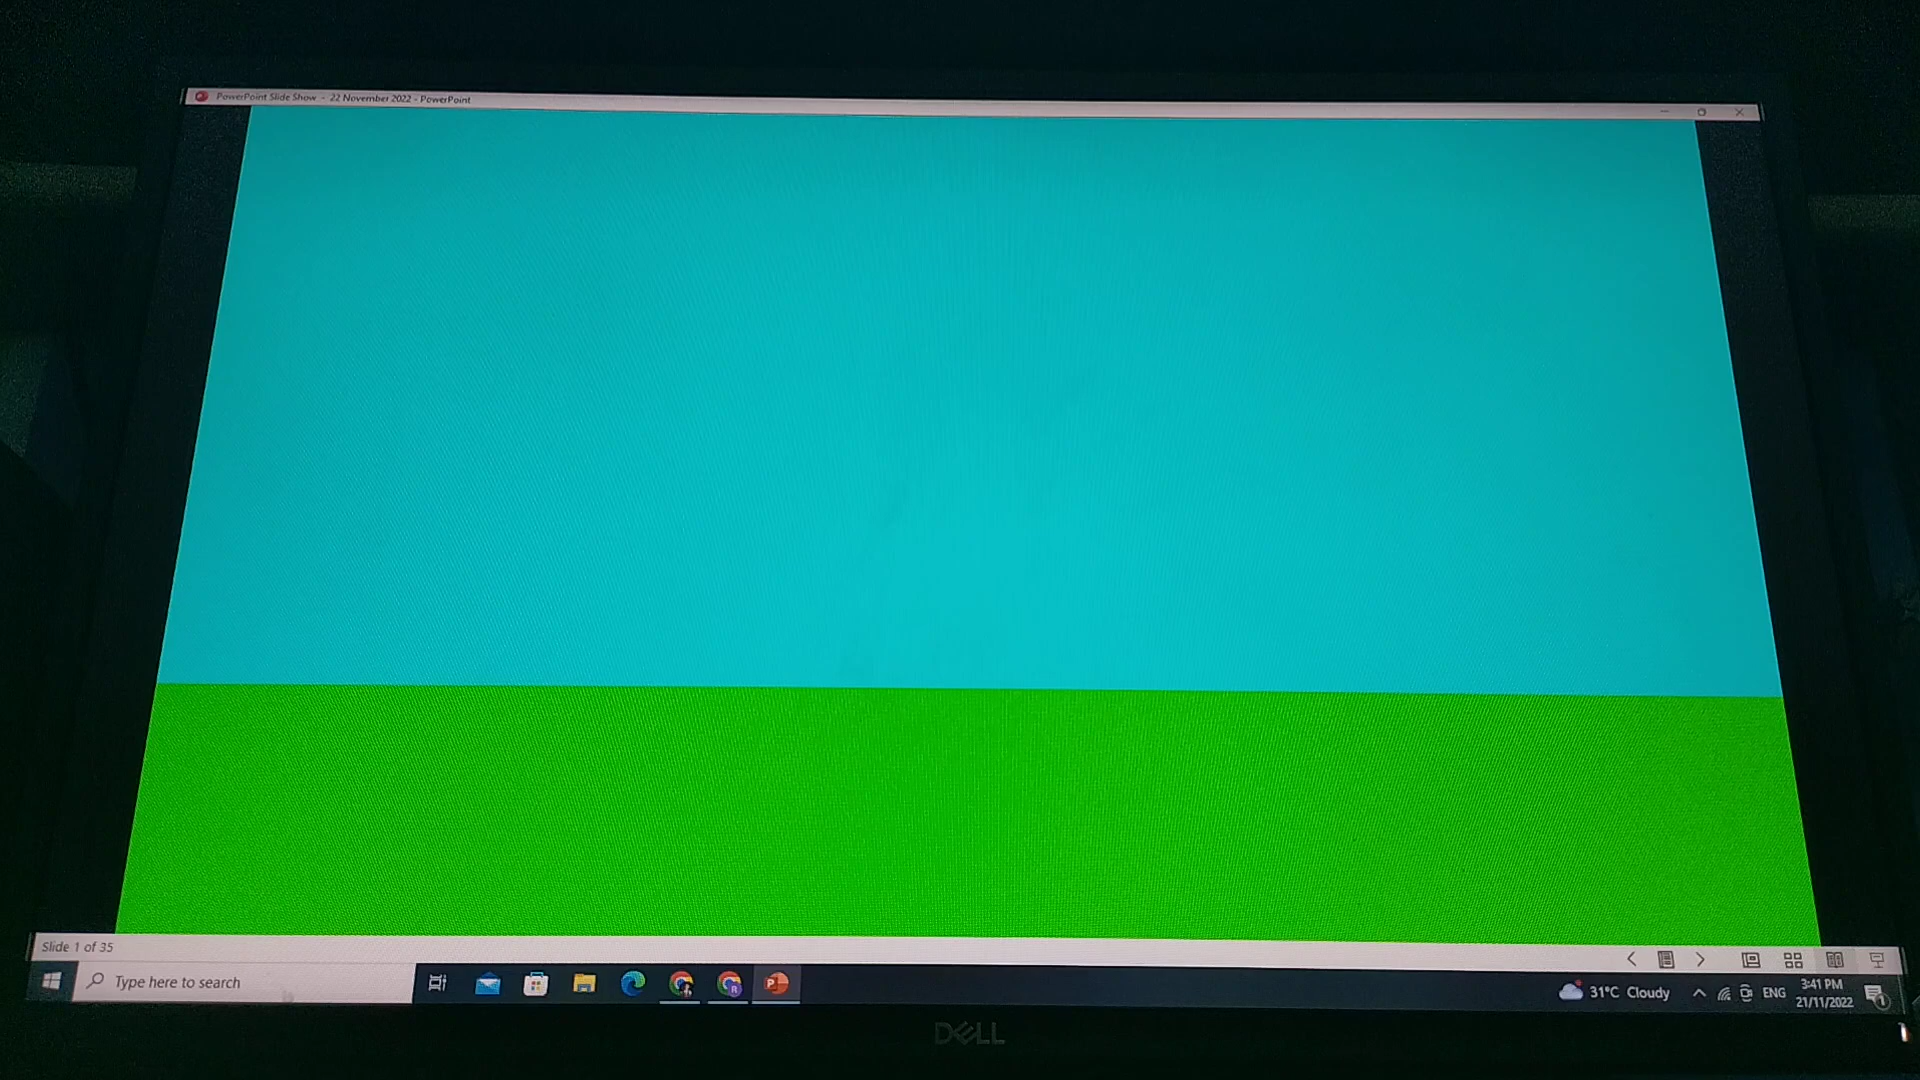 PowerPoint Slide Show - 22 November 2022 - PowerPoint
Slide 1 of 35
Type here to search
31°C Cloudy
ENG
3:41 PM
21/11/2022
1
DELL